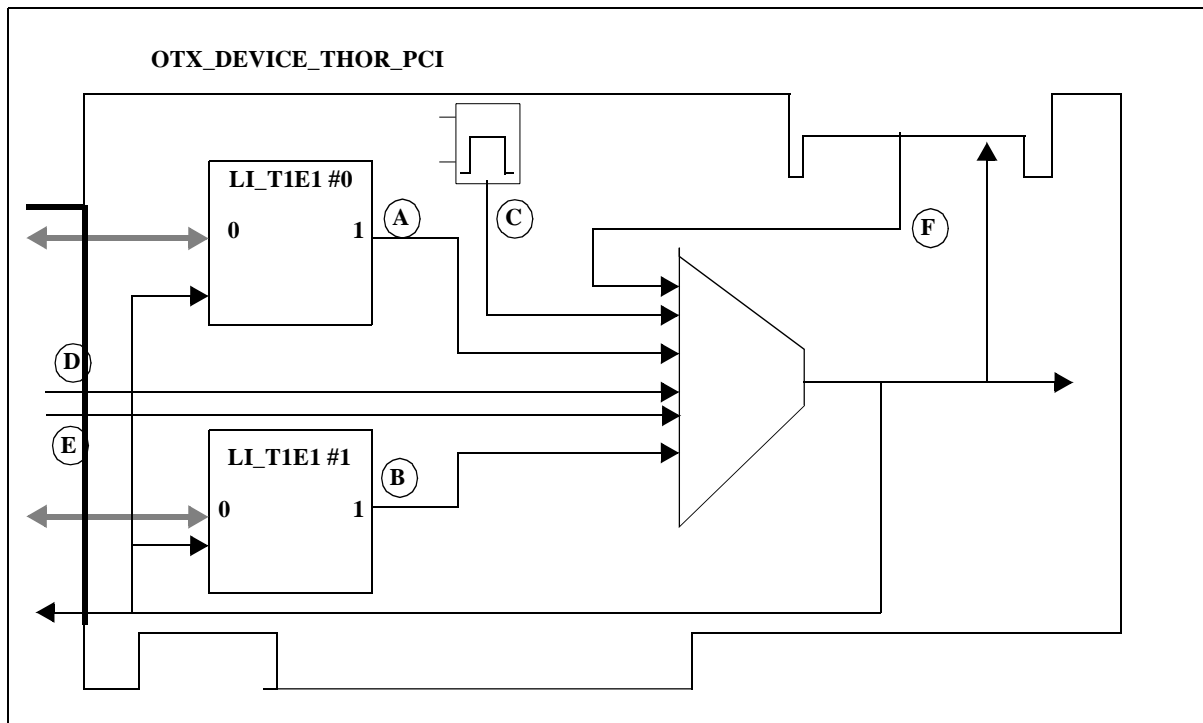 OTX_DEVICE_THOR_PCI
LI_T1E1 #0
0 1
A
C
F
D
E
LI_T1E1 #1
0 1
B